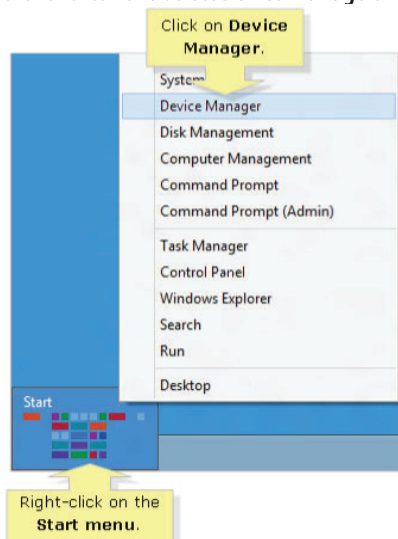 Click on Device
Manager.
System
Device Manager
Disk Management
Computer Management
Command Prompt
Command Prompt (Admin)
Task Manager
Control Panel
Windows Explorer
Search
Run
Desktop
Start
Right-click on the
Start menu.